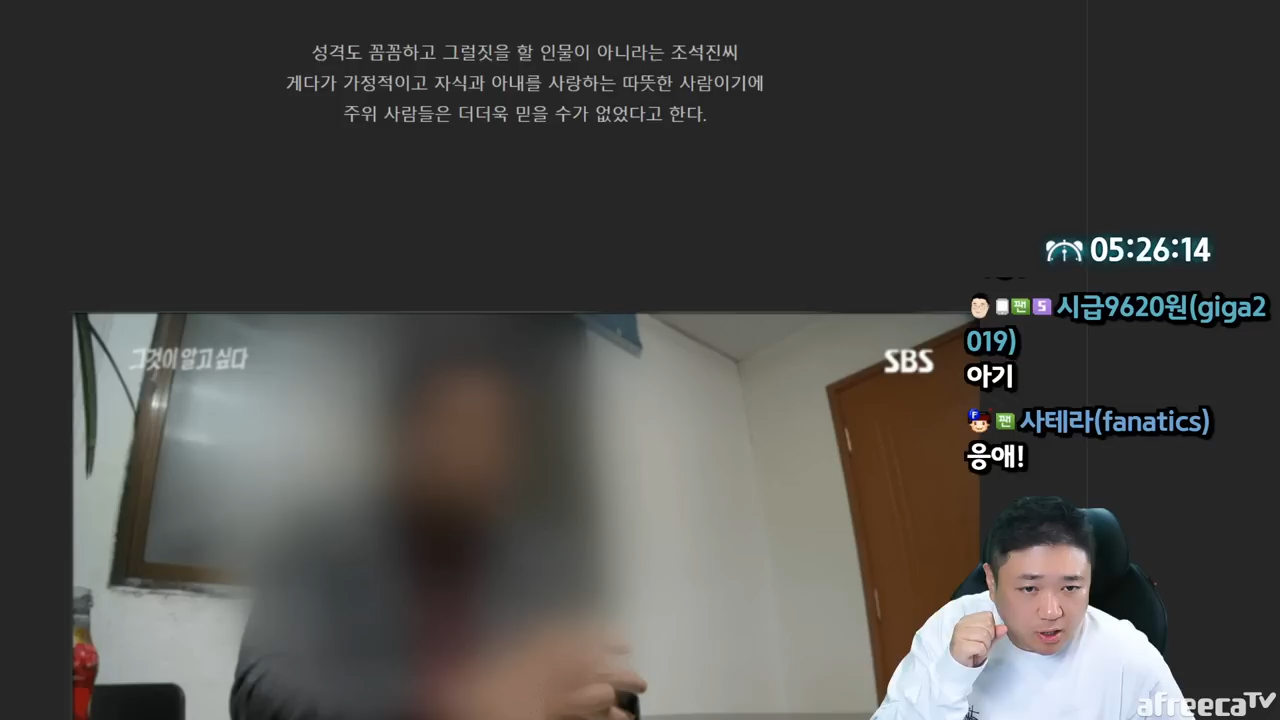 성격도 꼼꼼하고 그럴짓을 할 인물이 아니라는 조석진씨
게다가 가정적이고 자식과 아내를 사랑하는 따뜻한 사람이기에
주위 사람들은 더더욱 믿을 수가 없었다고 한다.
05:26:14
팬 5 시급9620원(giga2
019)
아기
F 팬 사테라(fanatics)
응애!
그것이 알고싶다
SBS
afreecaTV